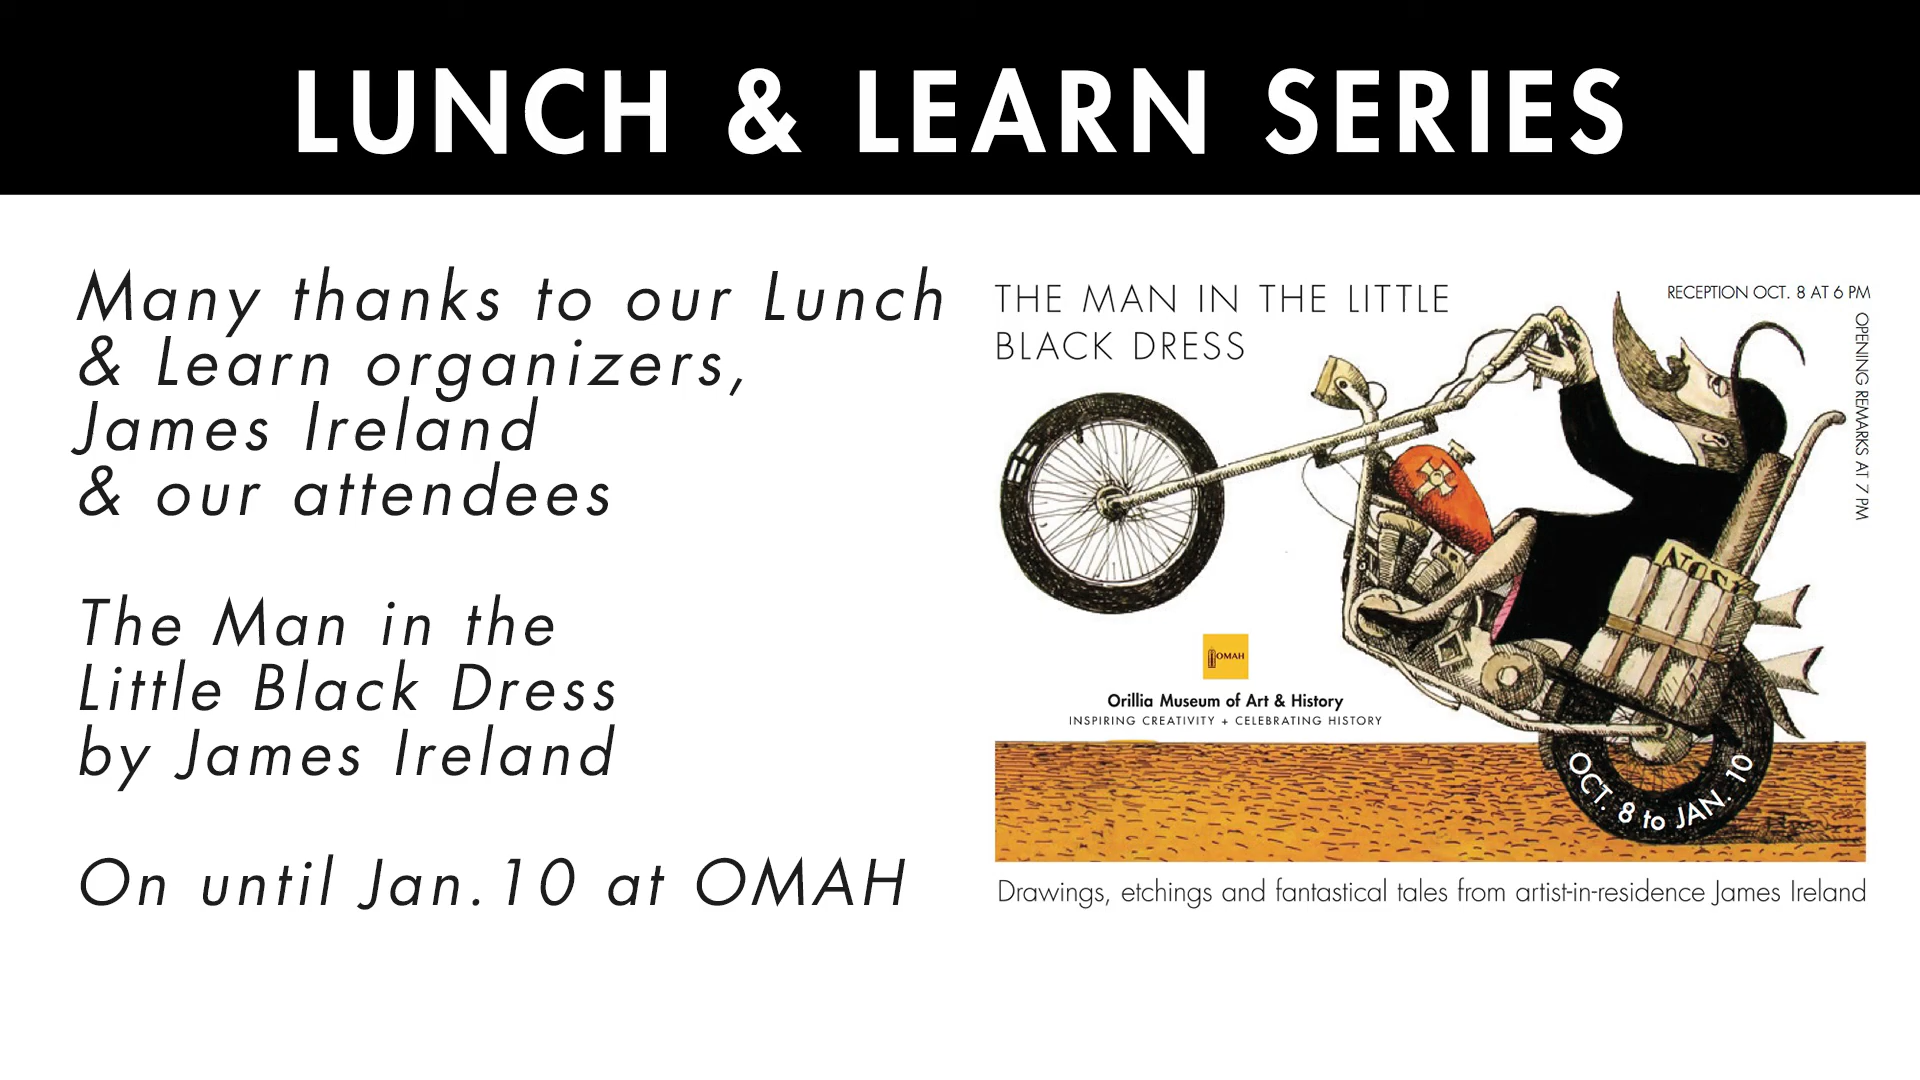 LUNCH & LEARN SERIES
Many thanks to our Lunch
& Learn organizers,
James Ireland
& our attendees
The Man in the
Little Black Dress
by James Ireland
On until Jan.10 at OMAH
THE MAN IN THE LITTLE
BLACK DRESS
RECEPTION OCT. 8 AT 6 PM
OPENING REMARKS AT 7 PM
NOS
OMAH
Orillia Museum of Art & History
INSPIRING CREATIVITY + CELEBRATING HISTORY
OCT. 8 to JAN. 10
Drawings, etchings and fantastical tales from artist-in-residence James Ireland